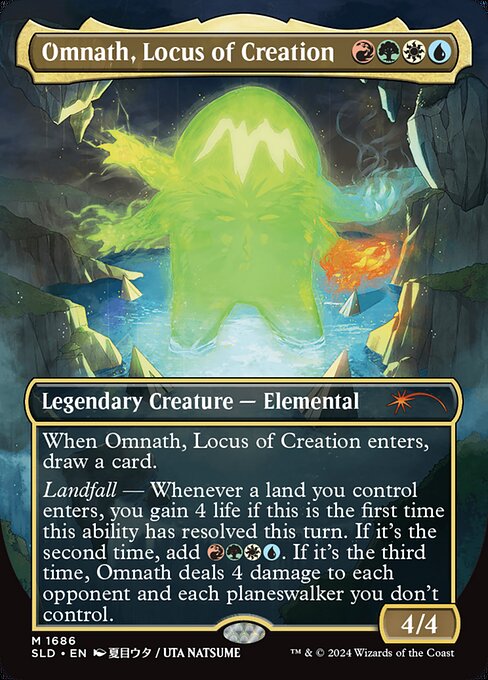 Omnath, Locus of Creation
Legendary Creature — Elemental
When Omnath, Locus of Creation enters,
draw a card.
Landfall — Whenever a land you control
enters, you gain 4 life if this is the first time
this ability has resolved this turn. If it's the
second time, add . If it's the third
time, Omnath deals 4 damage to each
opponent and each planeswalker you don't
control.
4/4
M 1686
SLD • EN 夏目ウタ / UTA NATSUME
™ & © 2024 Wizards of the Coast